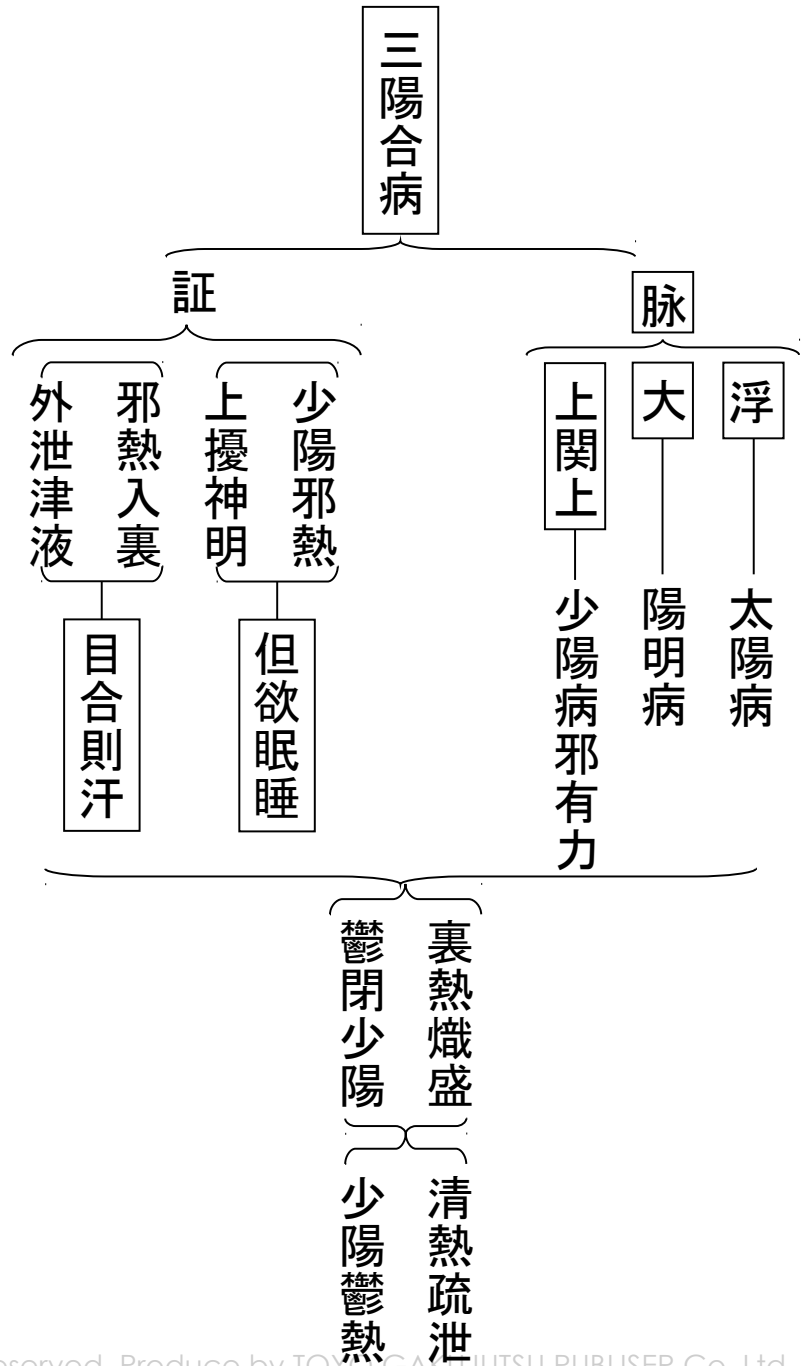 三陽合病
脉
浮
太陽病
大
陽明病
上関上
少陽病邪有力
証
少陽邪熱
上擾神明
但欲眠睡
邪熱入裏
外泄津液
目合則汗
裏熱熾盛
鬱閉少陽
清熱疏泄
少陽鬱熱